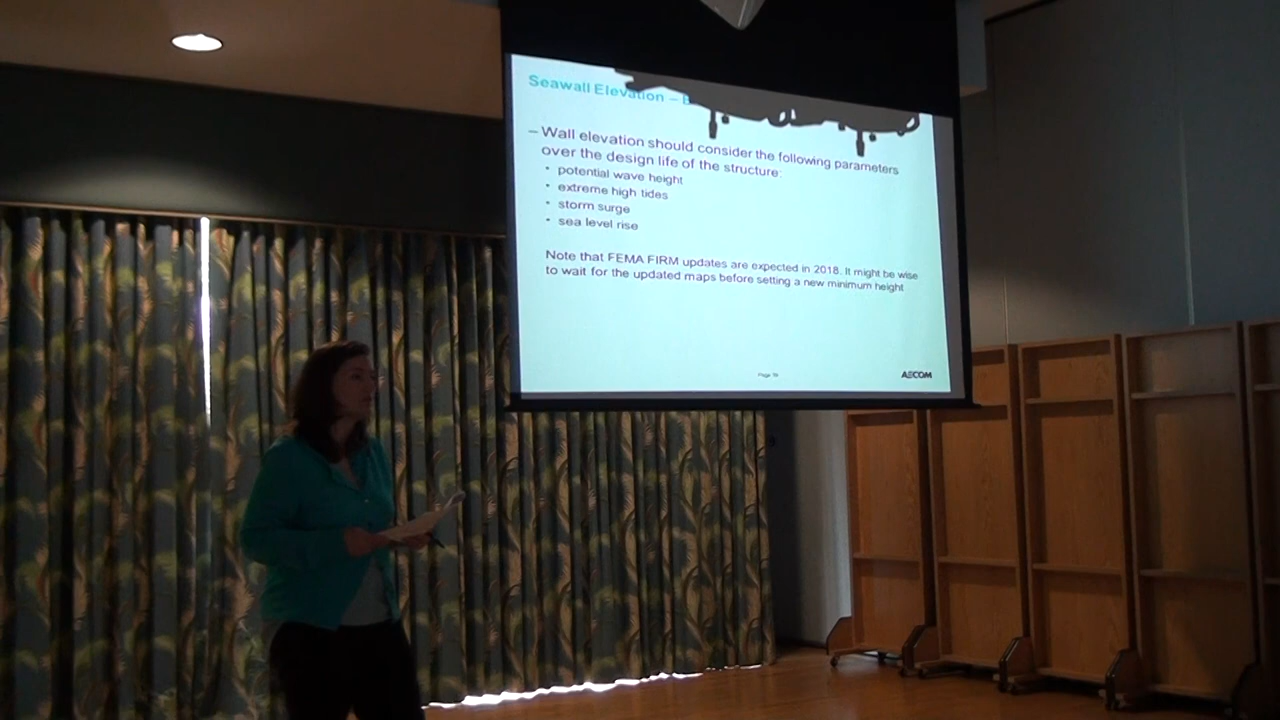 Seawall Elevation –
– Wall elevation should consider the following parameters
over the design life of the structure:
• potential wave height
• extreme high tides
• storm surge
• sea level rise
Note that FEMA FIRM updates are expected in 2018. It might be wise
to wait for the updated maps before setting a new minimum height
AECOM